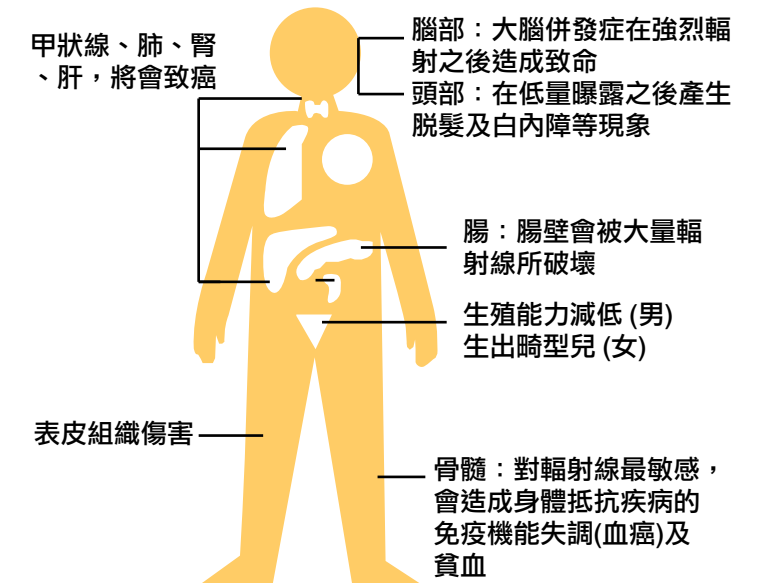 甲狀線、肺、腎
、肝，將會致癌
腦部：大腦併發症在強烈輻
射之後造成致命
頭部：在低量曝露之後產生
脱髮及白內障等現象
腸：腸壁會被大量輻
射線所破壞
生殖能力減低 (男)
生出畸型兒 (女)
表皮組織傷害
骨髓：對輻射線最敏感，
會造成身體抵抗疾病的
免疫機能失調(血癌)及
貧血